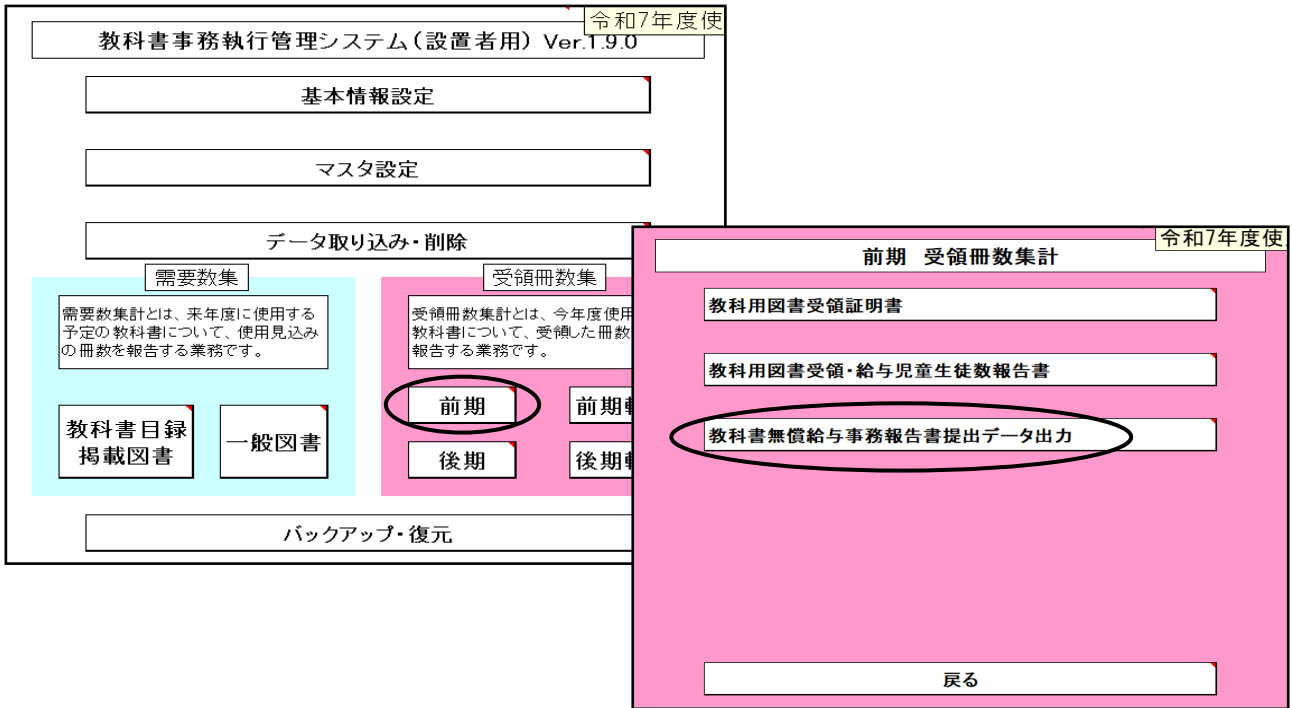 令和7年度使
教科書事務執行管理システム(設置者用) Ver.1.9.0
基本情報設定
マスタ設定
データ取り込み・削除
需要数集
需要数集計とは、来年度に使用する
予定の教科書について、使用見込み
の冊数を報告する業務です。
教科書目録
掲載図書
一般図書
受領冊数集
受領冊数集計とは、今年度使用
教科書について、受領した冊数
報告する業務です。
前期
前期
後期
後期
バックアップ・復元
令和7年度使
前期 受領冊数集計
教科用図書受領証明書
教科用図書受領・給与児童生徒数報告書
教科書無償給与事務報告書提出データ出力
戻る